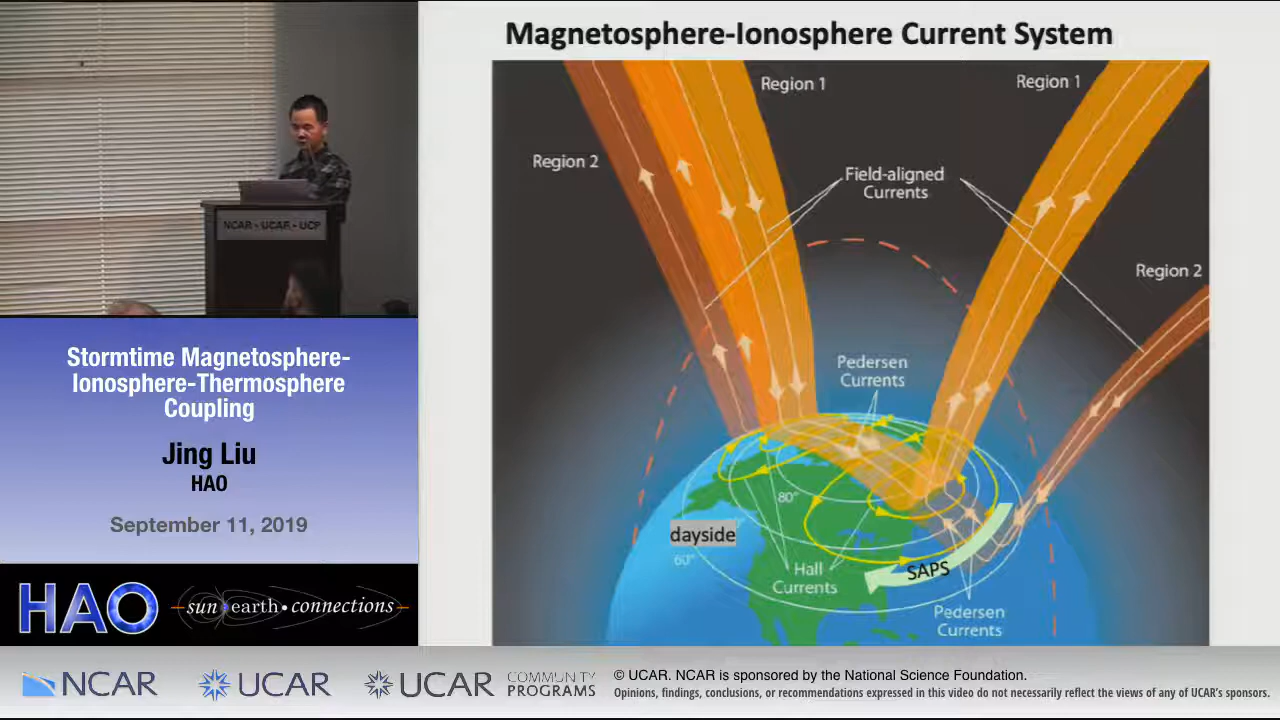 Magnetosphere-Ionosphere Current System
Region 1
Region 1
Region 2
Field-aligned
Currents
Region 2
Pedersen
Currents
80°
dayside
60°
Hall
Currents
SAPS
Pedersen
Currents
NCAR • UCAR • UCP
Stormtime Magnetosphere-
Ionosphere-Thermosphere
Coupling
Jing Liu
HAO
September 11, 2019
HAO
sun earth • connections
NCAR
UCAR
UCAR
COMMUNITY
PROGRAMS
© UCAR. NCAR is sponsored by the National Science Foundation.
Opinions, findings, conclusions, or recommendations expressed in this video do not necessarily reflect the views of any of UCAR's sponsors.